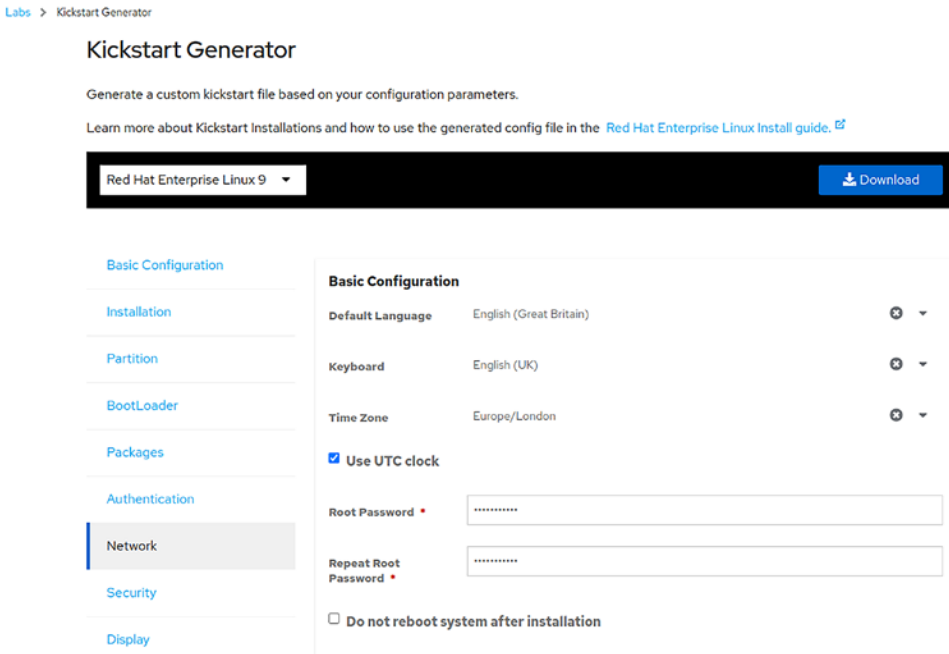 Labs > Kickstart Generator
Kickstart Generator
Generate a custom kickstart file based on your configuration parameters.
Learn more about Kickstart Installations and how to use the generated config file in the Red Hat Enterprise Linux Install guide.
Red Hat Enterprise Linux 9
Download
Basic Configuration
Installation
Partition
BootLoader
Packages
Authentication
Network
Security
Display
Basic Configuration
Default Language English (Great Britain)
Keyboard English (UK)
Time Zone Europe/London
Use UTC clock
Root Password •
•••••••••••
Repeat Root
Password •
•••••••••••
Do not reboot system after installation